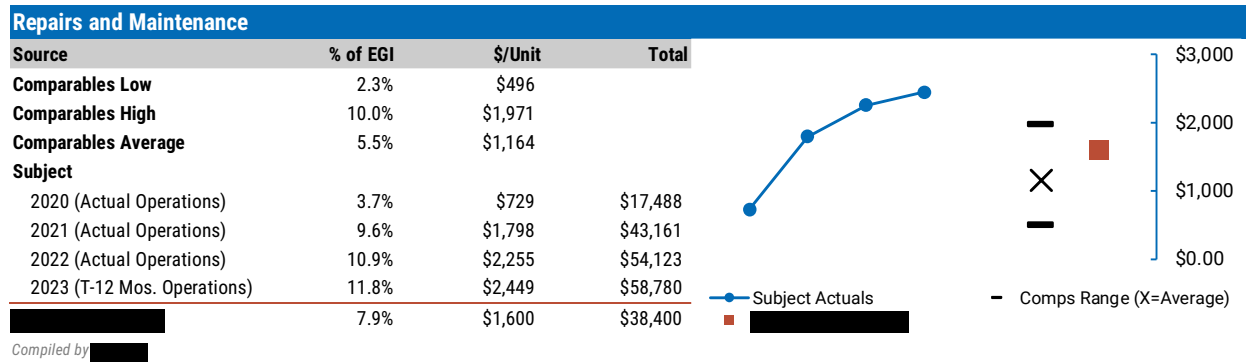 Repairs and Maintenance
Source % of EGI $/Unit Total
Comparables Low 2.3% $496
Comparables High 10.0% $1,971
Comparables Average 5.5% $1,164
Subject
2020 (Actual Operations) 3.7% $729 $17,488
2021 (Actual Operations) 9.6% $1,798 $43,161
2022 (Actual Operations) 10.9% $2,255 $54,123
2023 (T-12 Mos. Operations) 11.8% $2,449 $58,780
7.9% $1,600 $38,400
Compiled by
$3,000
$2,000
$1,000
$0.00
Subject Actuals
Comps Range (X=Average)